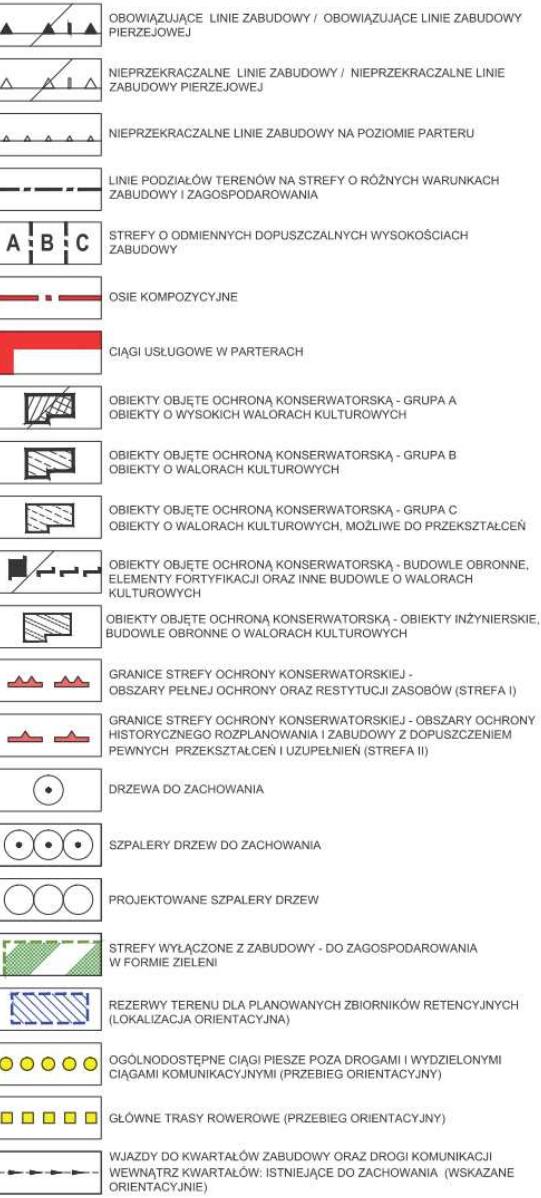 OBOWIĄZUJĄCE LINIE ZABUDOWY / OBOWIĄZUJĄCE LINIE ZABUDOWY
PIERZEJOWEJ
NIEPRZEKRACZALNE LINIE ZABUDOWY / NIEPRZEKRACZALNE LINIE
ZABUDOWY PIERZEJOWEJ
NIEPRZEKRACZALNE LINIE ZABUDOWY NA POZIOMIE PARTERU
LINIE PODZIAŁÓW TERENÓW NA STREFY O RÓŻNYCH WARUNKACH
ZABUDOWY I ZAGOSPODAROWANIA
A B C
STREFY O ODMIENNYCH DOPUSZCZALNYCH WYSOKOŚCIACH
ZABUDOWY
OSIE KOMPOZYCYJNE
CIĄGI USŁUGOWE W PARTERACH
OBIEKTY OBJĘTE OCHRONĄ KONSERWATORSKĄ - GRUPA A
OBIEKTY O WYSOKICH WALORACH KULTUROWYCH
OBIEKTY OBJĘTE OCHRONĄ KONSERWATORSKĄ - GRUPA B
OBIEKTY O WALORACH KULTUROWYCH
OBIEKTY OBJĘTE OCHRONĄ KONSERWATORSKĄ - GRUPA C
OBIEKTY O WALORACH KULTUROWYCH, MOŻLIWE DO PRZEKSZTAŁCEŃ
OBIEKTY OBJĘTE OCHRONĄ KONSERWATORSKĄ - BUDOWLE OBRONNE,
ELEMENTY FORTYFIKACJI ORAZ INNE BUDOWLE O WALORACH
KULTUROWYCH
OBIEKTY OBJĘTE OCHRONĄ KONSERWATORSKĄ - OBIEKTY INŻYNIERSKIE,
BUDOWLE OBRONNE O WALORACH KULTUROWYCH
GRANICE STREFY OCHRONY KONSERWATORSKIEJ -
OBSZARY PEŁNEJ OCHRONY ORAZ RESTYTUCJI ZASOBÓW (STREFA I)
GRANICE STREFY OCHRONY KONSERWATORSKIEJ - OBSZARY OCHRONY
HISTORYCZNEGO ROZPLANOWANIA I ZABUDOWY Z DOPUSZCZENIEM
PEWNYCH PRZEKSZTAŁCEŃ I UZUPEŁNIEŃ (STREFA II)
DRZEWA DO ZACHOWANIA
SZPALERY DRZEW DO ZACHOWANIA
PROJEKTOWANE SZPALERY DRZEW
STREFY WYŁĄCZONE Z ZABUDOWY - DO ZAGOSPODAROWANIA
W FORMIE ZIELENI
REZERWY TERENU DLA PLANOWANYCH ZBIORNIKÓW RETENCYJNYCH
(LOKALIZACJA ORIENTACYJNA)
OGÓLNODOSTĘPNE CIĄGI PIESZE POZA DROGAMI I WYDZIELONYMI
CIĄGAMI KOMUNIKACYJNYMI (PRZEBIEG ORIENTACYJNY)
GŁÓWNE TRASY ROWEROWE (PRZEBIEG ORIENTACYJNY)
WJAZDY DO KWARTAŁÓW ZABUDOWY ORAZ DROGI KOMUNIKACJI
WEWNĄTRZ KWARTAŁÓW: ISTNIEJĄCE DO ZACHOWANIA (WSKAZANE
ORIENTACYJNIE)